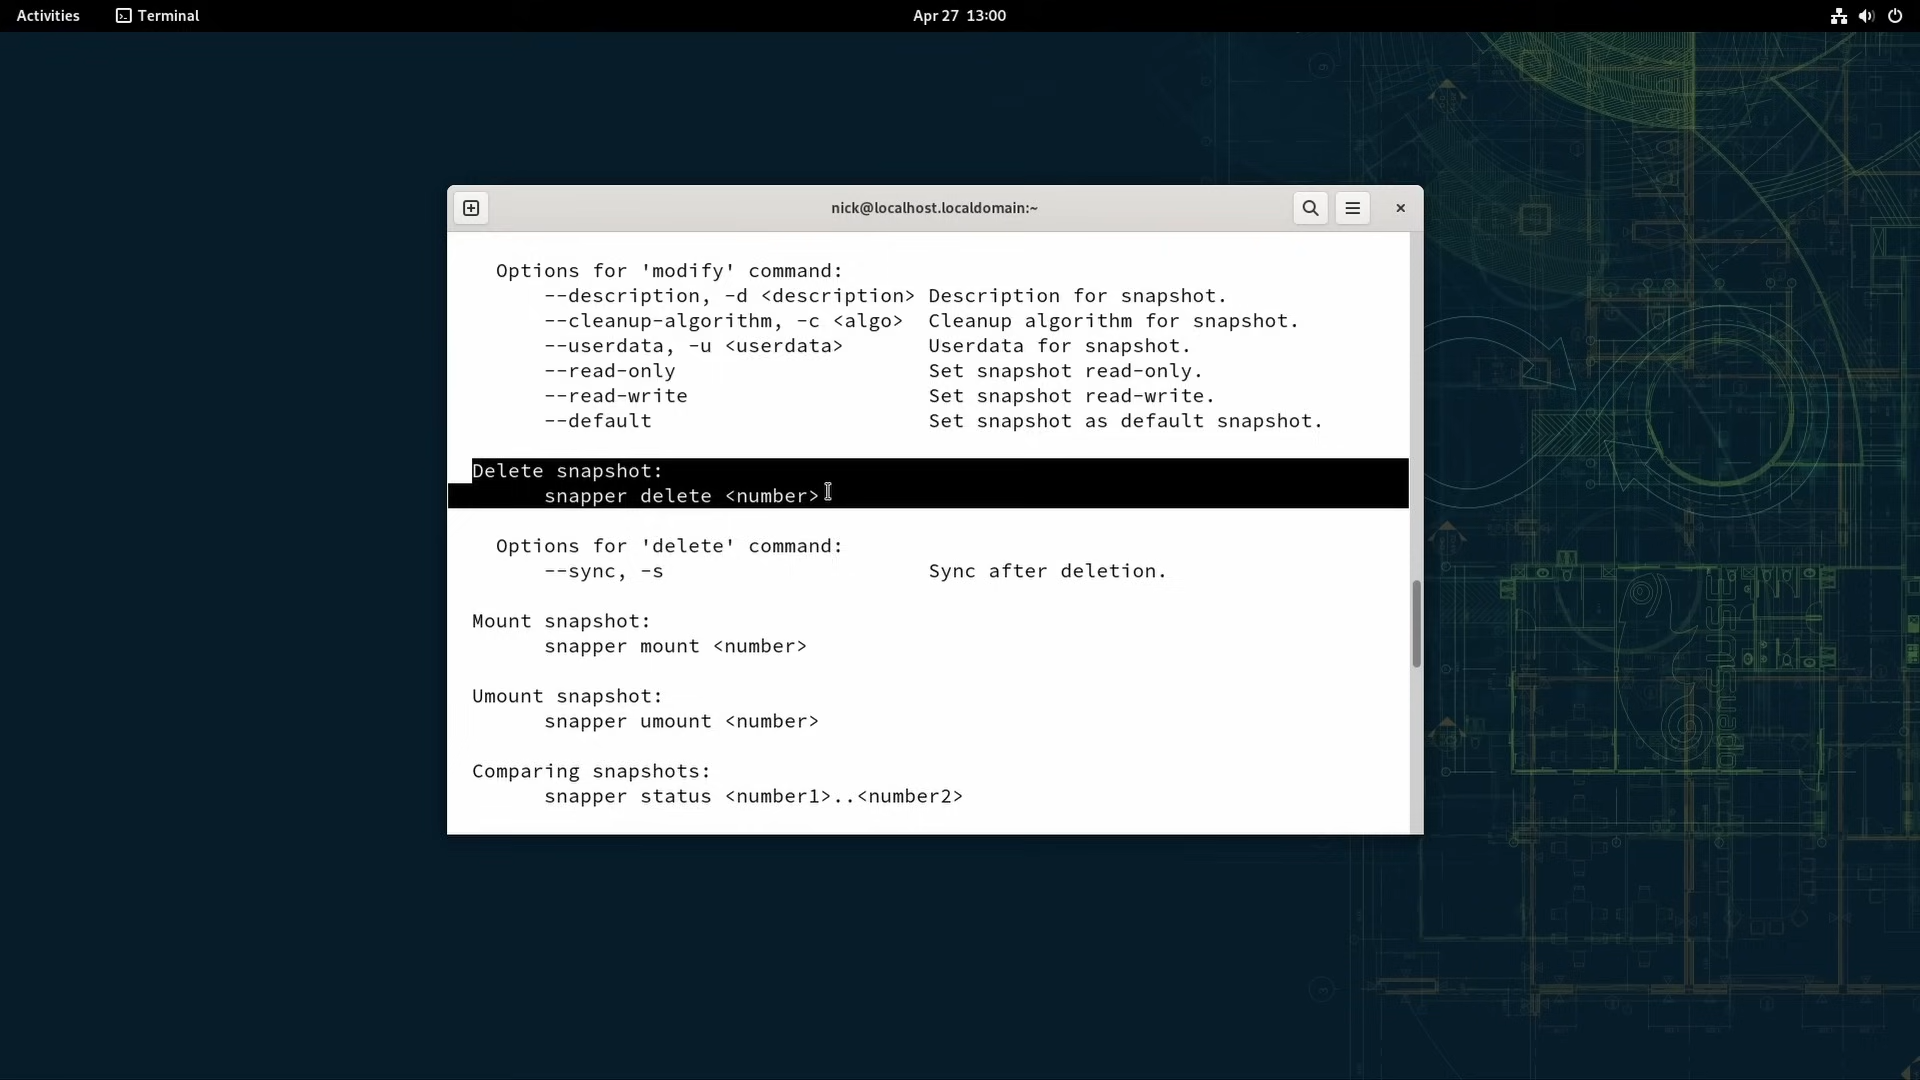 Activities
Terminal
Apr 27 13:00
nick@localhost.localdomain:~
Options for 'modify' command:
--description, -d <description> Description for snapshot.
--cleanup-algorithm, -c <algo> Cleanup algorithm for snapshot.
--userdata, -u <userdata> Userdata for snapshot.
--read-only Set snapshot read-only.
--read-write Set snapshot read-write.
--default Set snapshot as default snapshot.
Delete snapshot:
snapper delete <number>
Options for 'delete' command:
--sync, -s Sync after deletion.
Mount snapshot:
snapper mount <number>
Umount snapshot:
snapper umount <number>
Comparing snapshots:
snapper status <number1>..<number2>
openSUSE